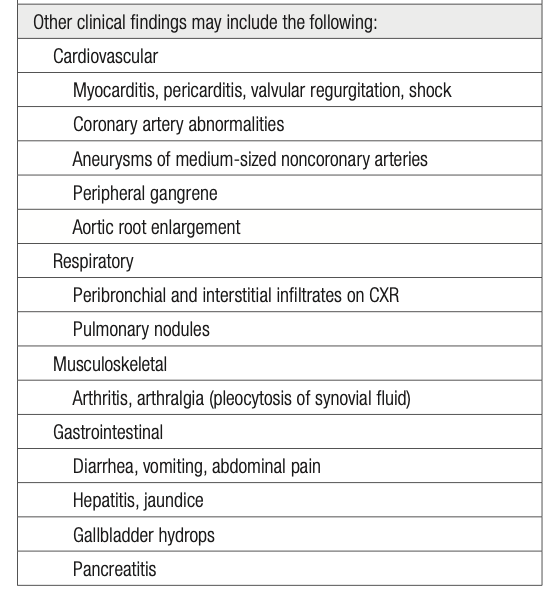 Other clinical findings may include the following:
Cardiovascular
Myocarditis, pericarditis, valvular regurgitation, shock
Coronary artery abnormalities
Aneurysms of medium-sized noncoronary arteries
Peripheral gangrene
Aortic root enlargement
Respiratory
Peribronchial and interstitial infiltrates on CXR
Pulmonary nodules
Musculoskeletal
Arthritis, arthralgia (pleocytosis of synovial fluid)
Gastrointestinal
Diarrhea, vomiting, abdominal pain
Hepatitis, jaundice
Gallbladder hydrops
Pancreatitis